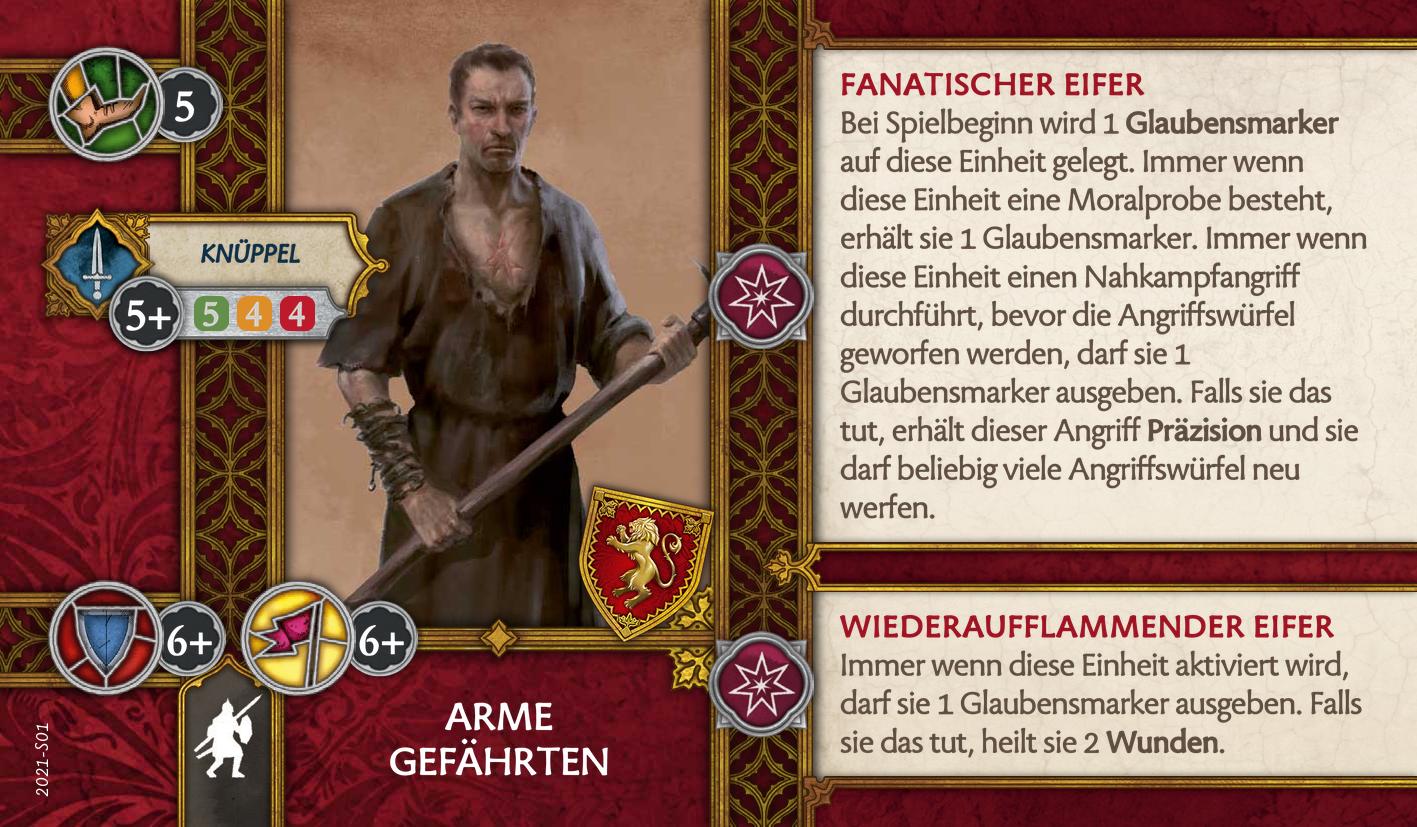 5
KNÜPPEL
5+ 5 4 4
6+ 6+
ARME
GEFÄHRTEN
2021-S01
FANATISCHER EIFER
Bei Spielbeginn wird 1 Glaubensmarker
auf diese Einheit gelegt. Immer wenn
diese Einheit eine Moralprobe besteht,
erhält sie 1 Glaubensmarker. Immer wenn
diese Einheit einen Nahkampfangriff
durchführt, bevor die Angriffswürfel
geworfen werden, darf sie 1
Glaubensmarker ausgeben. Falls sie das
tut, erhält dieser Angriff Präzision und sie
darf beliebig viele Angriffswürfel neu
werfen.
WIEDERAUFFLAMMENDER EIFER
Immer wenn diese Einheit aktiviert wird,
darf sie 1 Glaubensmarker ausgeben. Falls
sie das tut, heilt sie 2 Wunden.